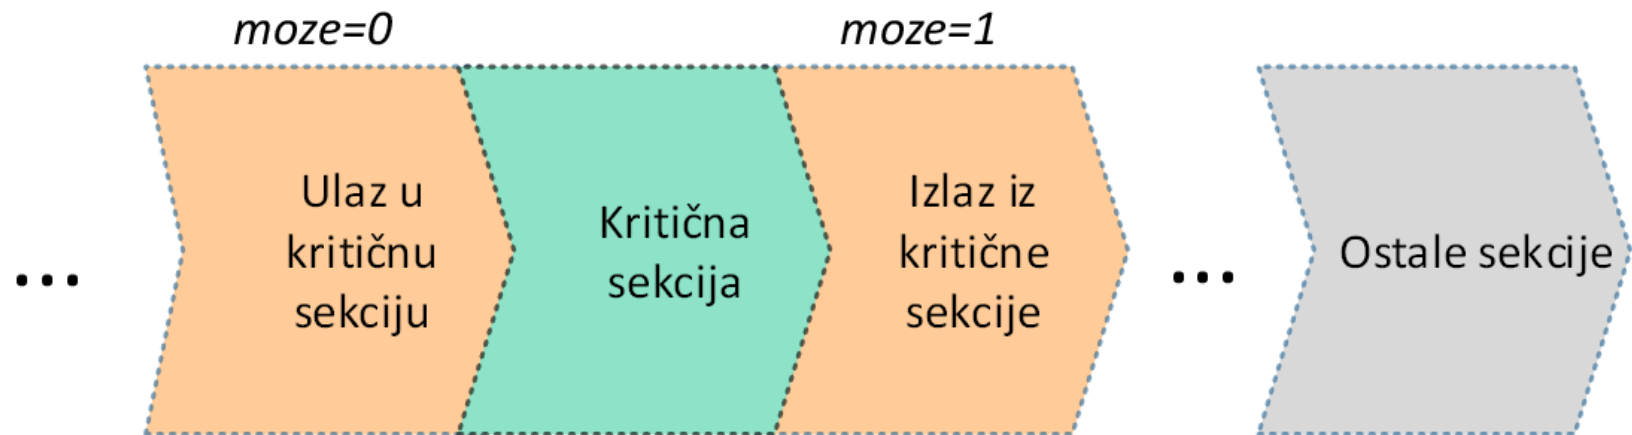 moze=0
moze=1
...
Ulaz u
kritičnu
sekciju
Kritična
sekcija
Izlaz iz
kritične
sekcije
...
Ostale sekcije